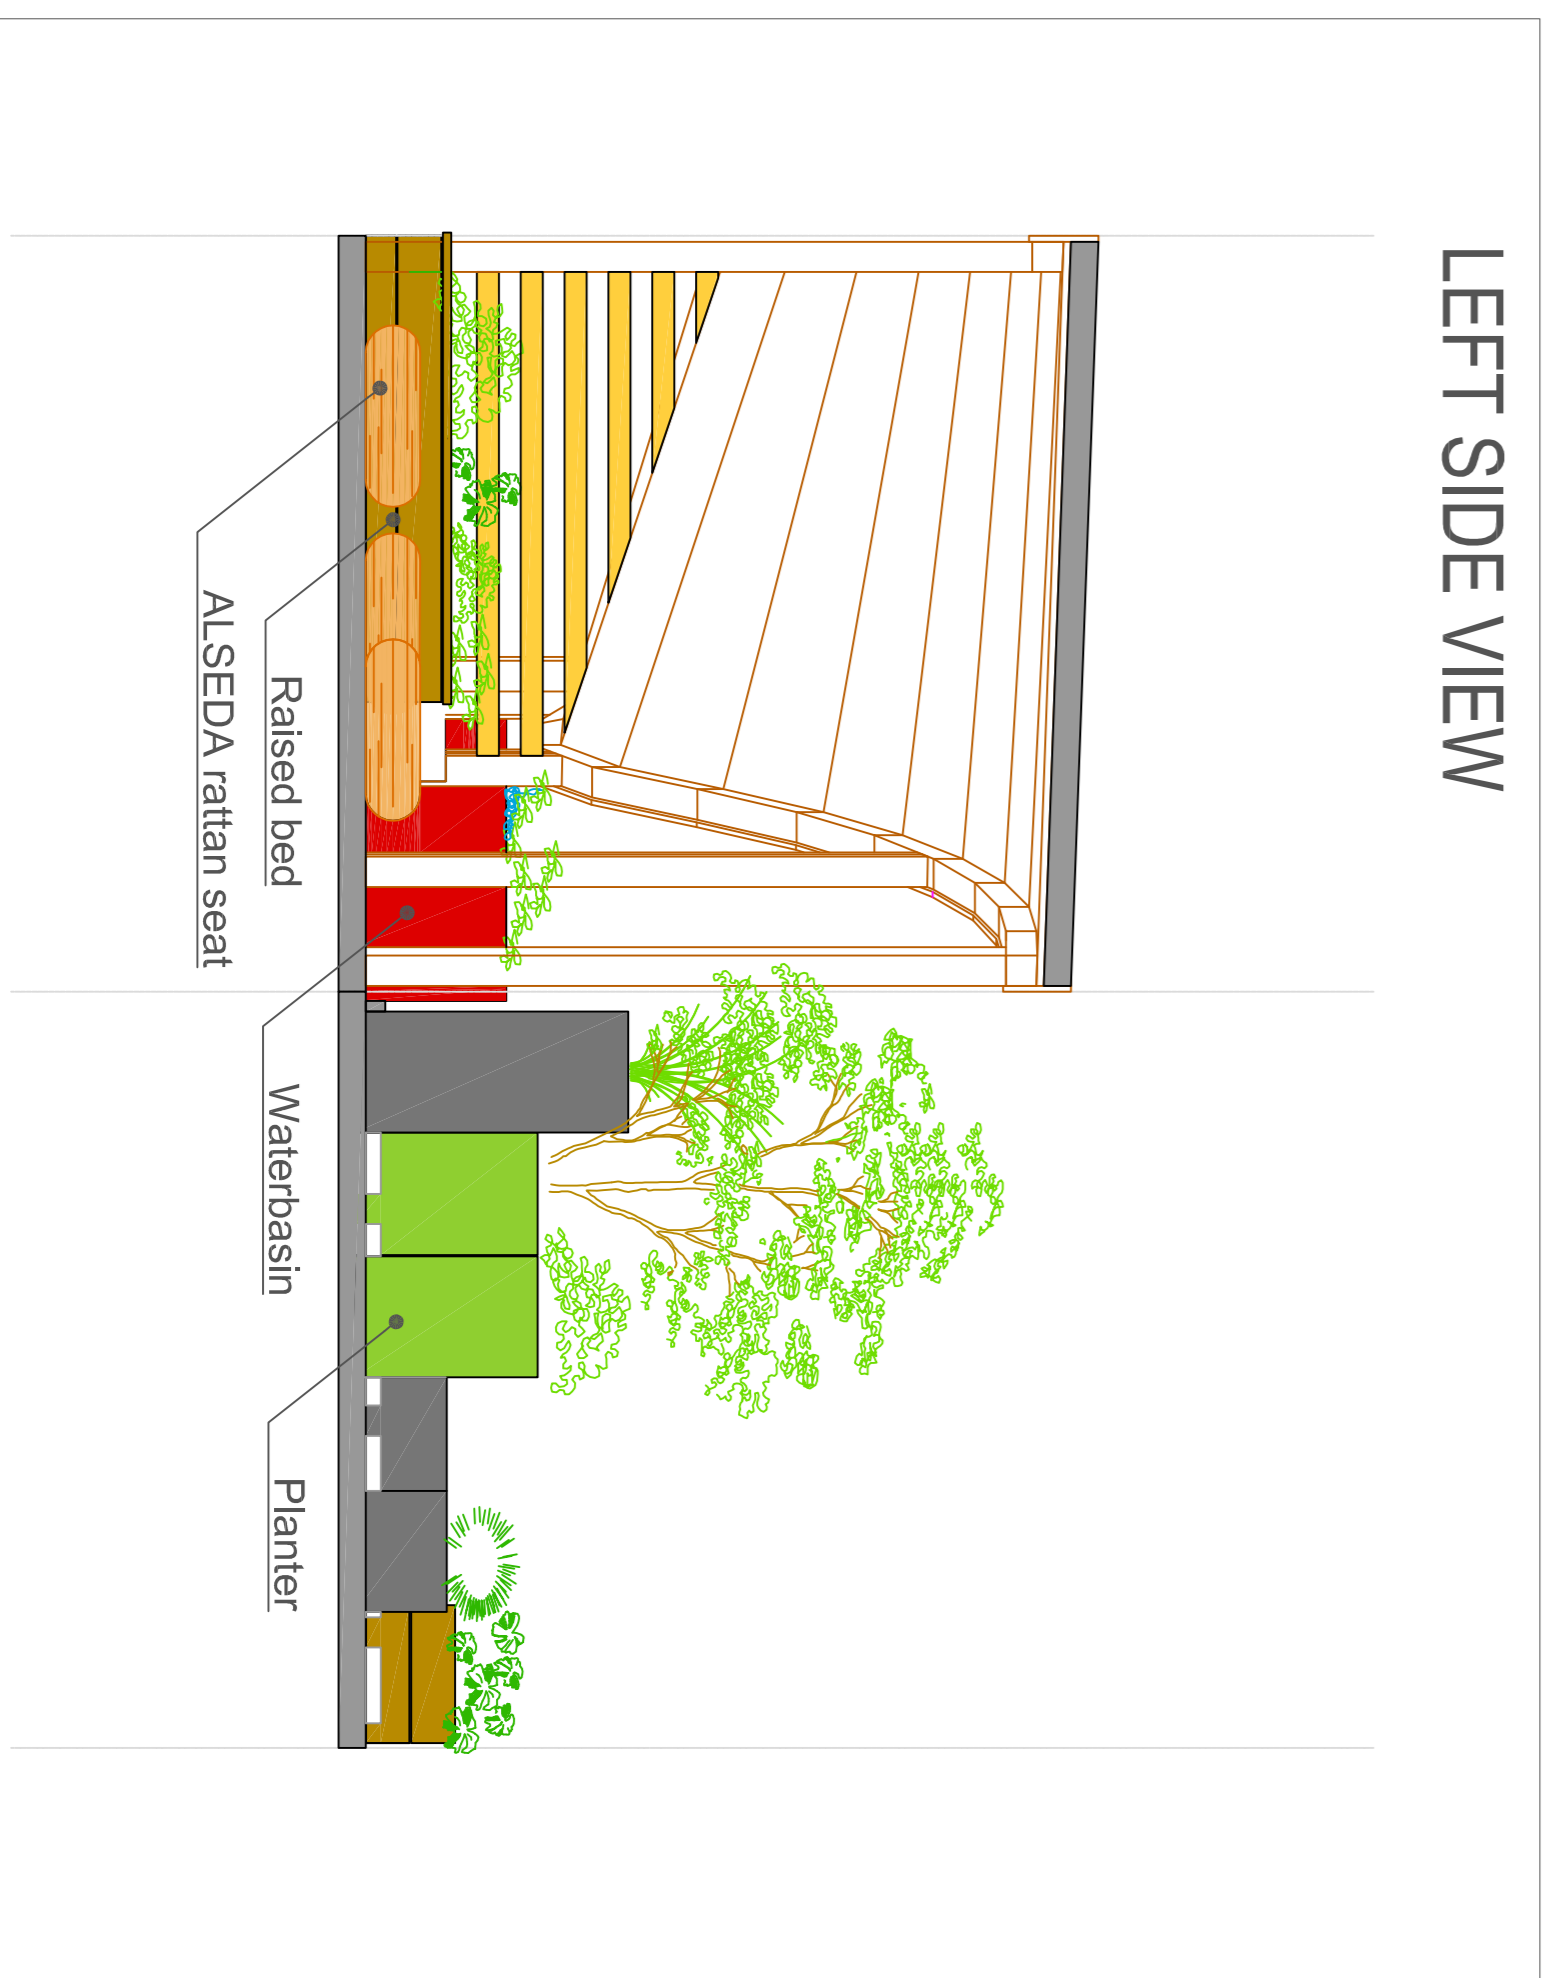 LEFT SIDE VIEW
ALSEDA rattan seat
Raised bed
Waterbasin
Planter